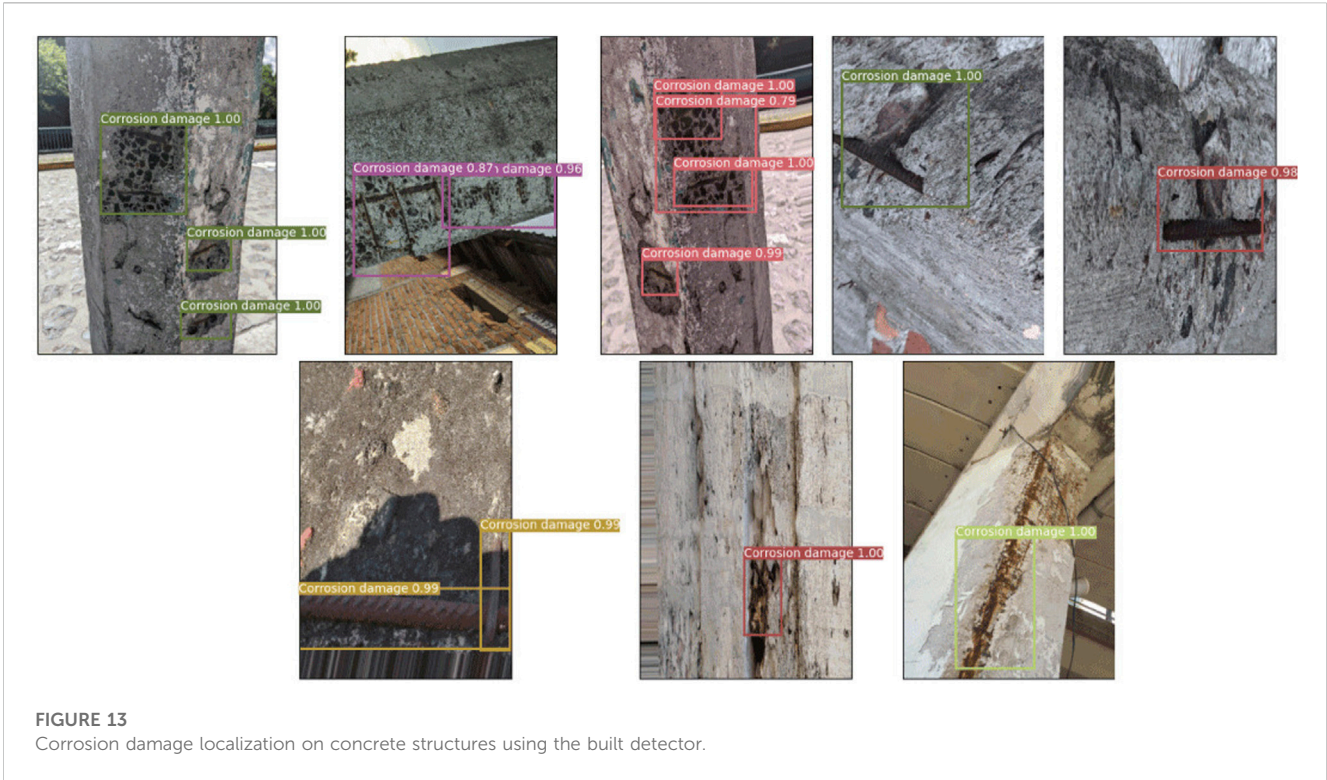 Corrosion damage 1.00
Corrosion damage 1.00
Corrosion damage 1.00
Corrosion damage 0.87 damage 0.96
Corrosion damage 1.00
Corrosion damage 0.79
Corrosion damage 1.00
Corrosion damage 0.99
Corrosion damage 1.00
Corrosion damage 0.98
Corrosion damage 0.99
Corrosion damage 0.99
Corrosion damage 1.00
Corrosion damage 1.00
FIGURE 13
Corrosion damage localization on concrete structures using the built detector.